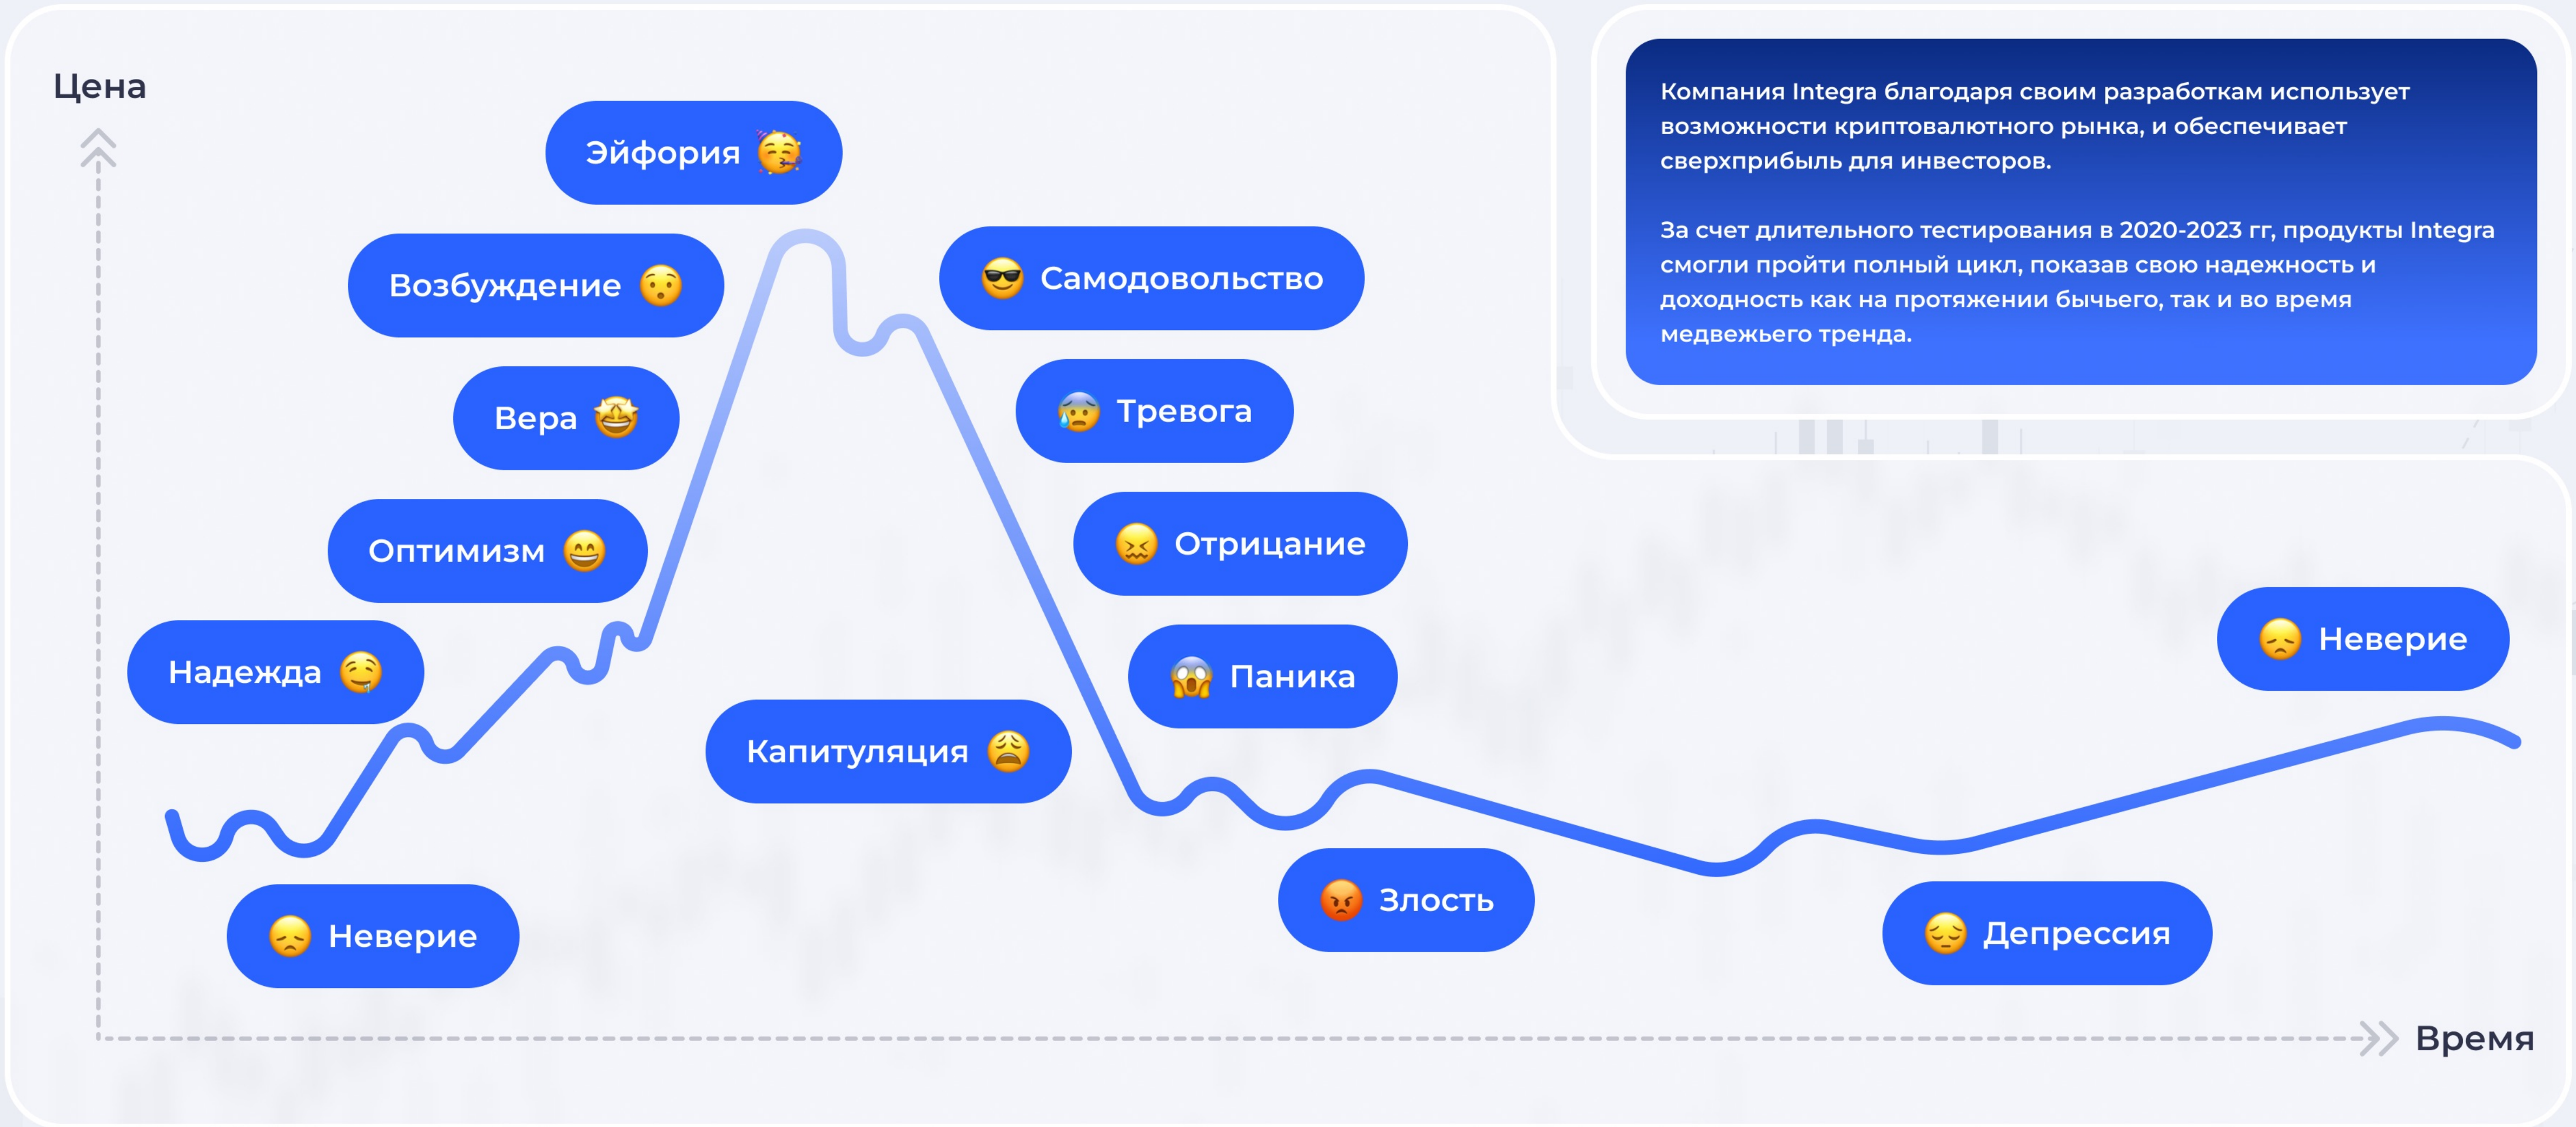 Цена
Эйфория
Возбуждение
Вера
Оптимизм
Надежда
Неверие
Самодовольство
Тревога
Отрицание
Паника
Капитуляция
Злость
Депрессия
Неверие
Время
Компания Integra благодаря своим разработкам использует
возможности криптовалютного рынка, и обеспечивает
сверхприбыль для инвесторов.
За счет длительного тестирования в 2020-2023 гг, продукты Integra
смогли пройти полный цикл, показав свою надежность и
доходность как на протяжении бычьего, так и во время
медвежьего тренда.